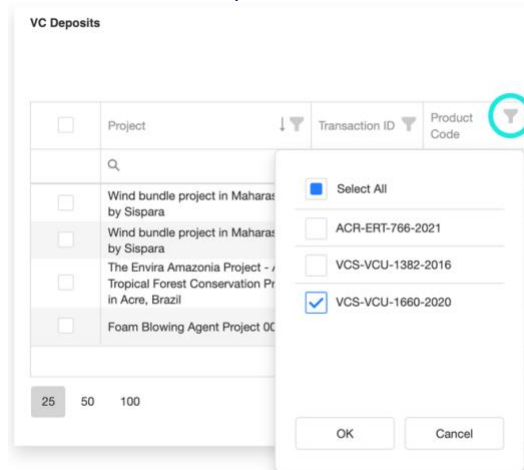 VC Deposits
Project
Transaction ID
Product
Code
Select All
Wind bundle project in Maharas
by Sispara
ACR-ERT-766-2021
Wind bundle project in Maharas
by Sispara
VCS-VCU-1382-2016
The Envira Amazonia Project -
Tropical Forest Conservation Pr
in Acre, Brazil
VCS-VCU-1660-2020
Foam Blowing Agent Project 00
25 50 100
OK Cancel